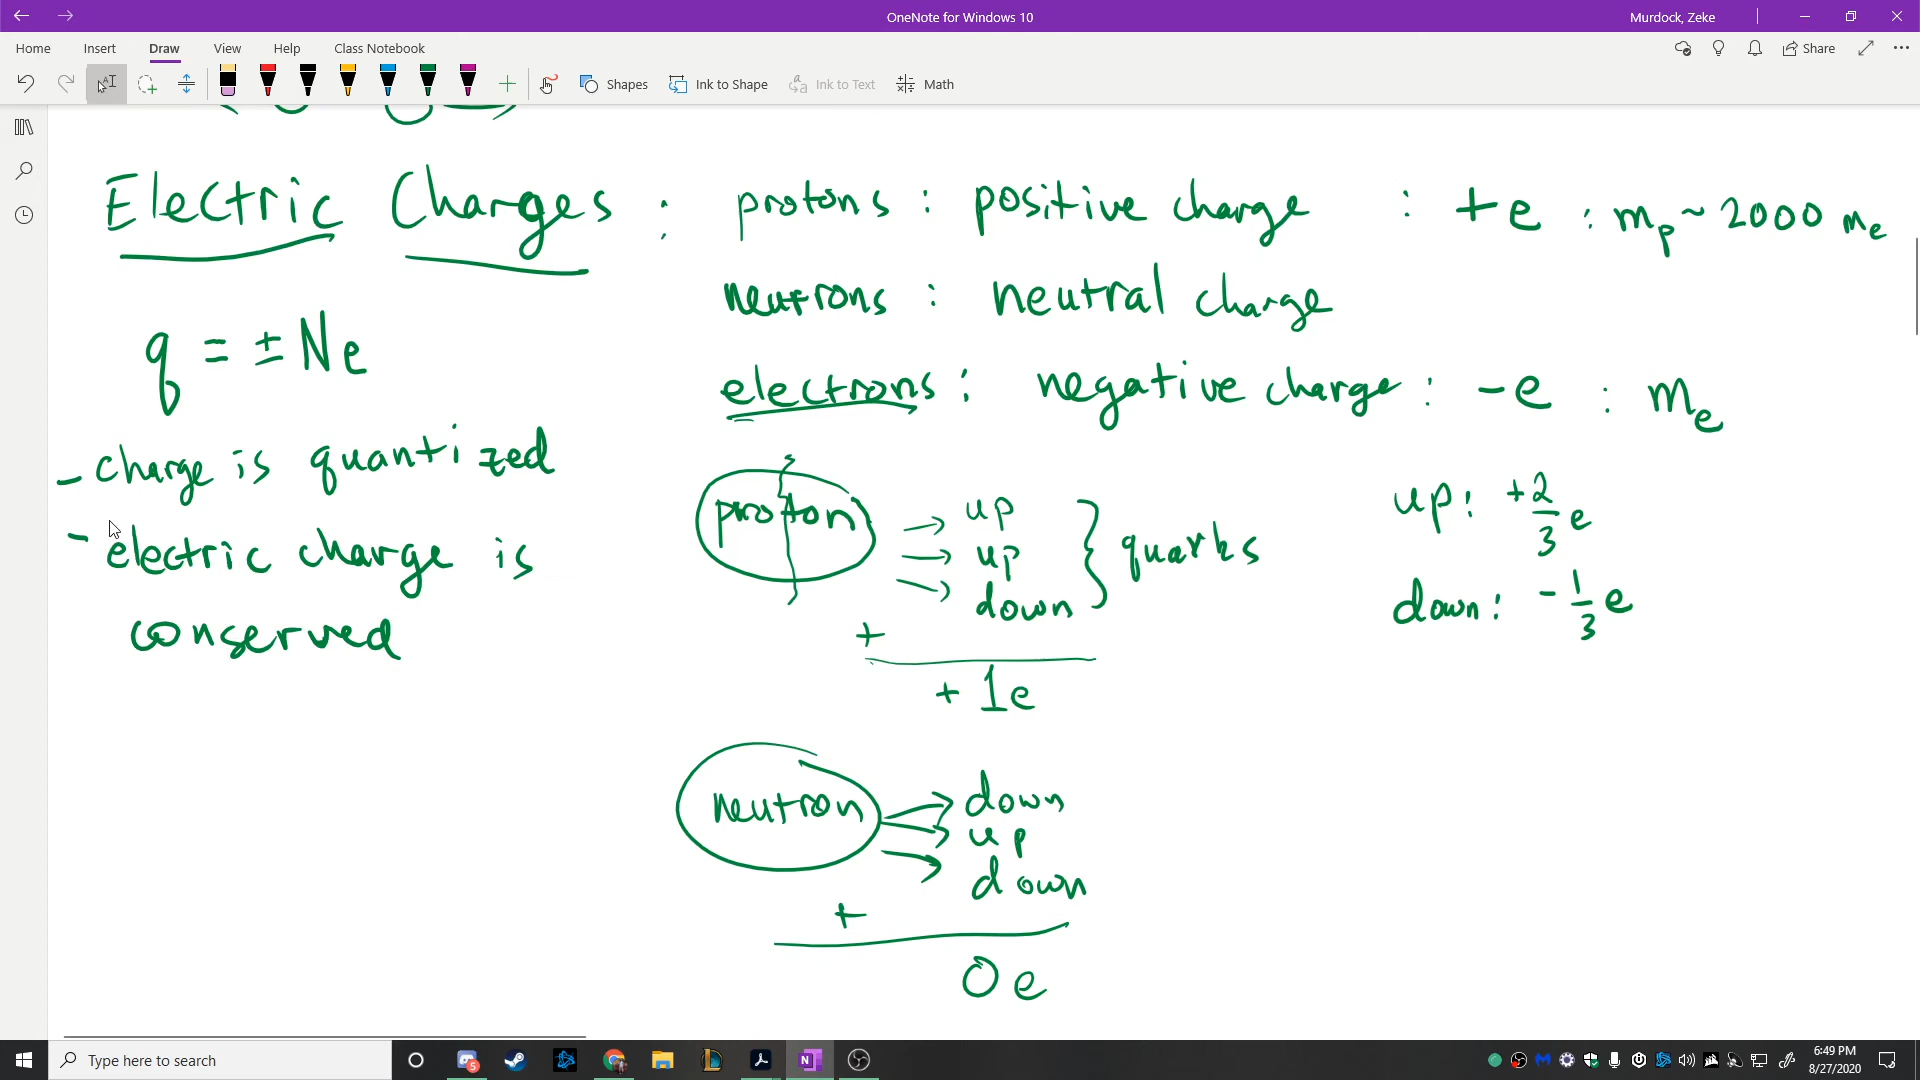 OneNote for Windows 10
Murdock, Zeke
Home Insert Draw View Help Class Notebook
Share
Shapes Ink to Shape Ink to Text Math
Electric Charges : protons : positive charge : +e : mp ~ 2000 me
neutrons : neutral charge
q = ± Ne
electrons : negative charge : -e : me
- charge is quantized
- electric charge is
conserved
proton → up
→ up
→ down
} quarks
+
+ 1e
up: +2/3 e
down: -1/3 e
neutron → down
→ up
→ down
+
0 e
Type here to search
5
6:49 PM
8/27/2020